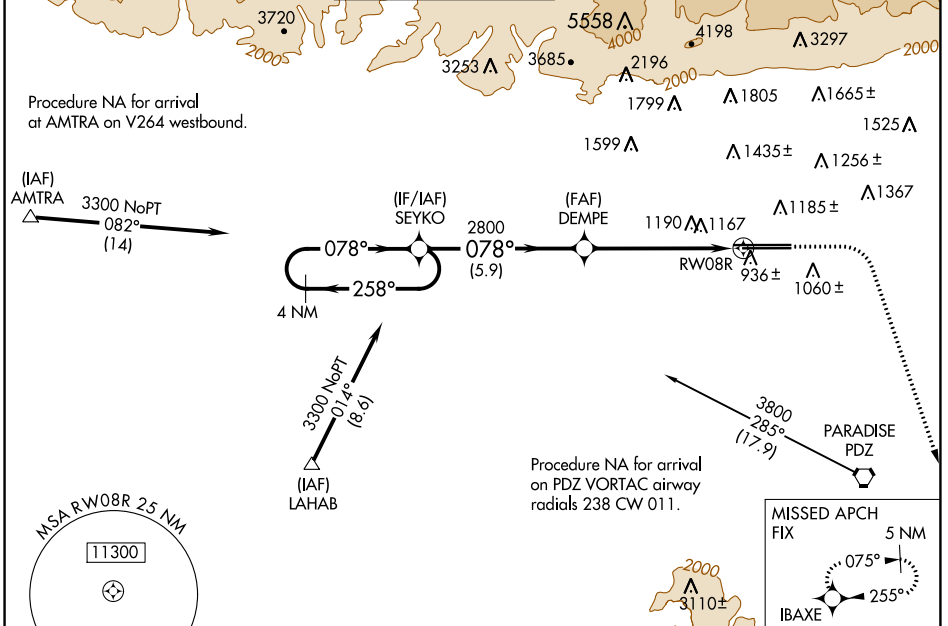 3720
2000
5558
4000
4198
3297
2000
3253
3685
2196
2000
1799
1805
1665±
1525
1599
1435±
1256±
1367
1185±
1190
1167
936±
1060±
Procedure NA for arrival
at AMTRA on V264 westbound.
(IAF)
AMTRA
3300 NoPT
082°
(14)
(IF/IAF)
SEYKO
078°
258°
4 NM
2800
078°
(5.9)
(FAF)
DEMPE
RW08R
3300 NoPT
014°
(8.6)
(IAF)
LAHAB
3800
285°
(17.9)
PARADISE
PDZ
Procedure NA for arrival
on PDZ VORTAC airway
radials 238 CW 011.
MSA RW08R 25 NM
11300
2000
3110±
MISSED APCH
FIX
5 NM
075°
255°
IBAXE